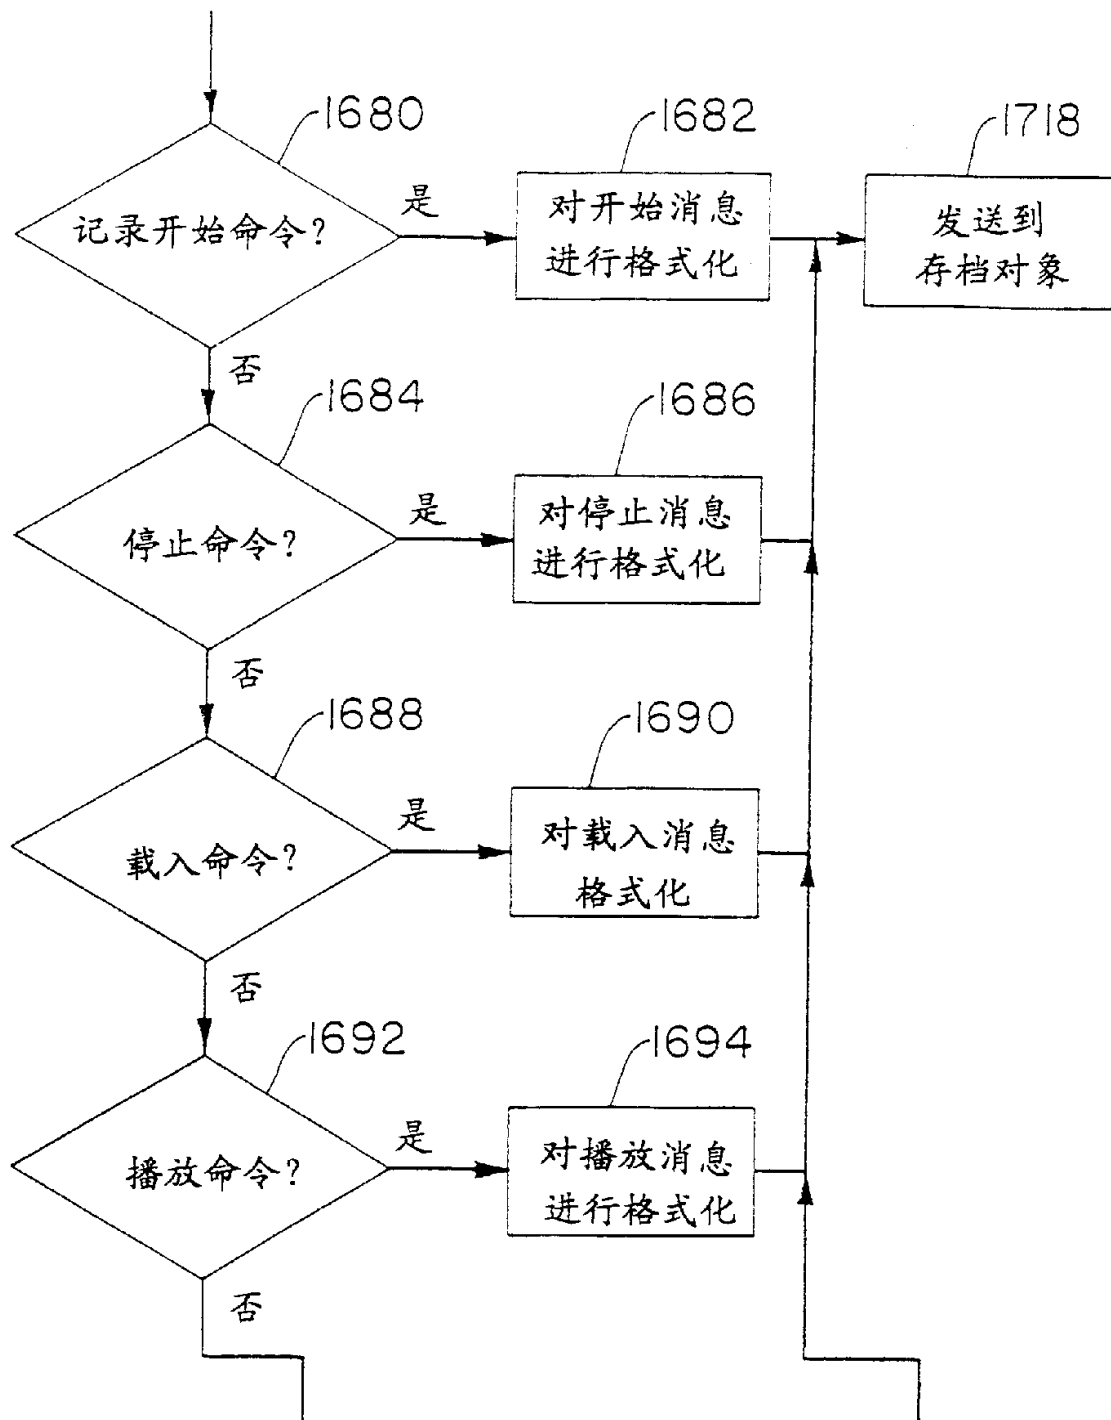 1680
1682
1718
记录开始命令?
是
对开始消息
进行格式化
发送到
存档对象
否
1684
1686
停止命令?
是
对停止消息
进行格式化
否
1688
1690
载入命令?
是
对载入消息
格式化
否
1692
1694
播放命令?
是
对播放消息
进行格式化
否